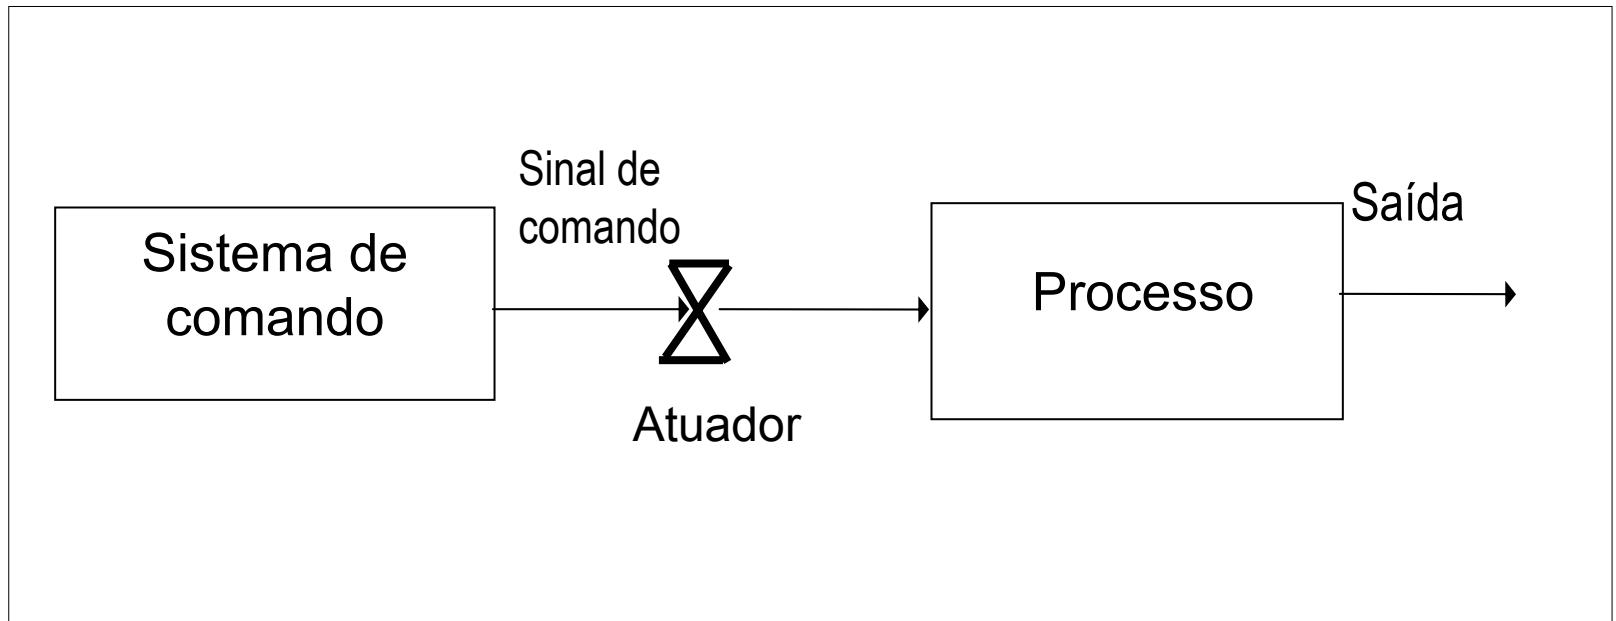 Sistema de
comando
Sinal de
comando
Atuador
Processo
Saída